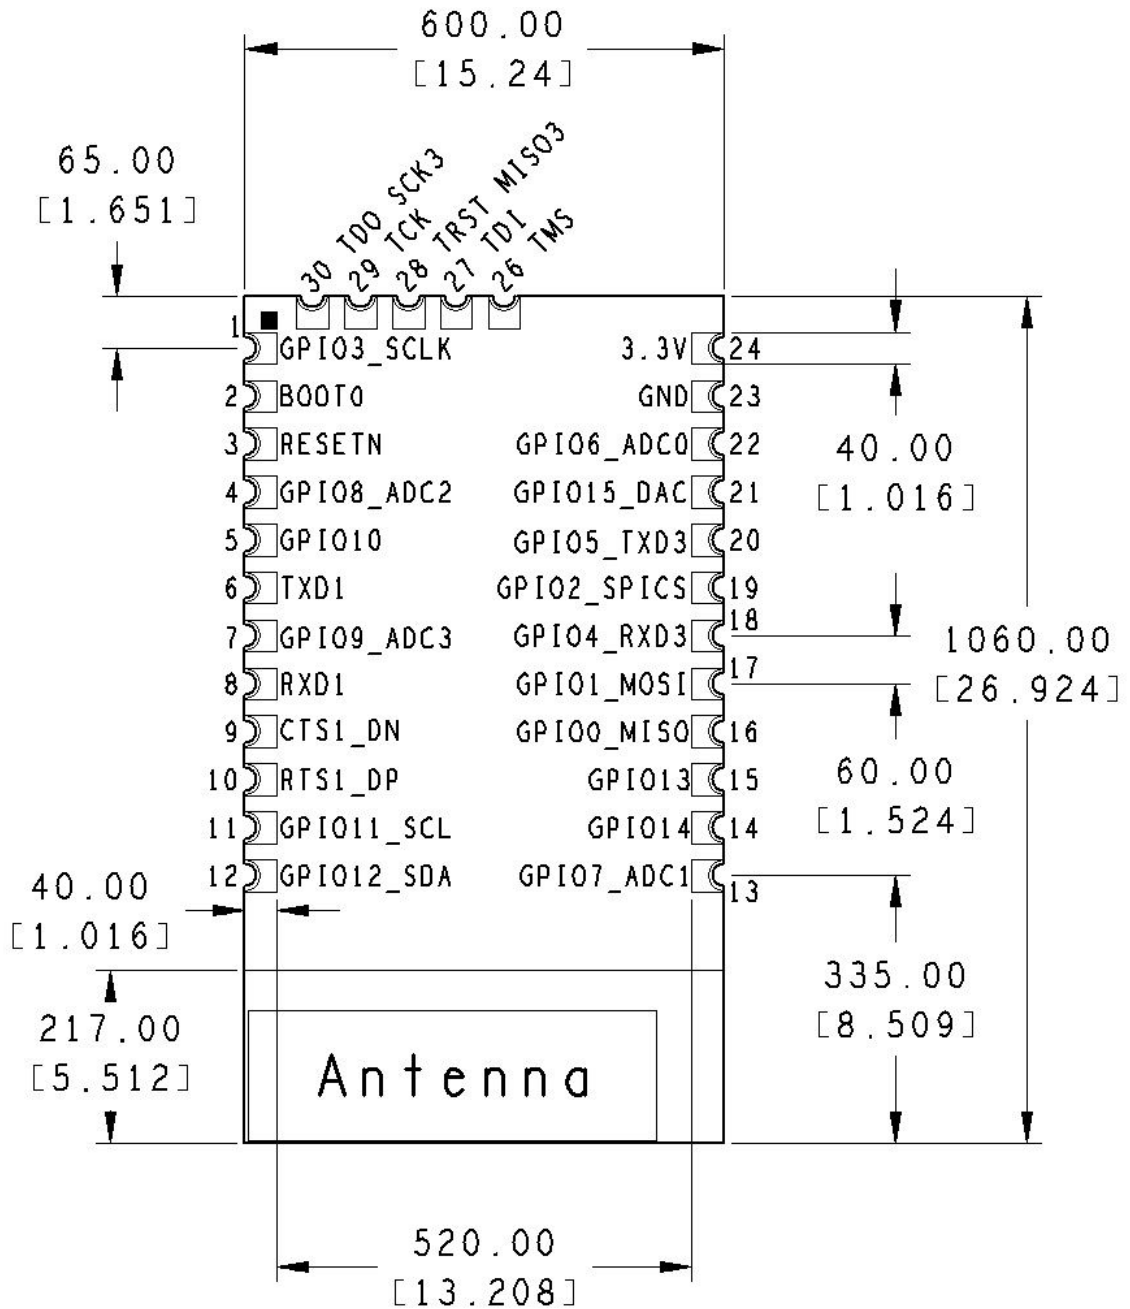 600.00
[15.24]
65.00
[1.651]
30 TDO SCK3
29 TCK
28 TRST MISO3
27 TDI
26 TMS
1 GPIO3_SCLK
3.3V 24
2 BOOT0
GND 23
3 RESETN
GPIO6_ADC0 22
40.00
[1.016]
4 GPIO8_ADC2
GPIO15_DAC 21
5 GPIO10
GPIO5_TXD3 20
6 TXD1
GPIO2_SPICS 19
7 GPIO9_ADC3
GPIO4_RXD3 18
1060.00
[26.924]
8 RXD1
GPIO1_MOSI 17
9 CTS1_DN
GPIO0_MISO 16
10 RTS1_DP
GPIO13 15
60.00
[1.524]
11 GPIO11_SCL
GPIO14 14
12 GPIO12_SDA
GPIO7_ADC1 13
40.00
[1.016]
335.00
[8.509]
217.00
[5.512]
Antenna
520.00
[13.208]